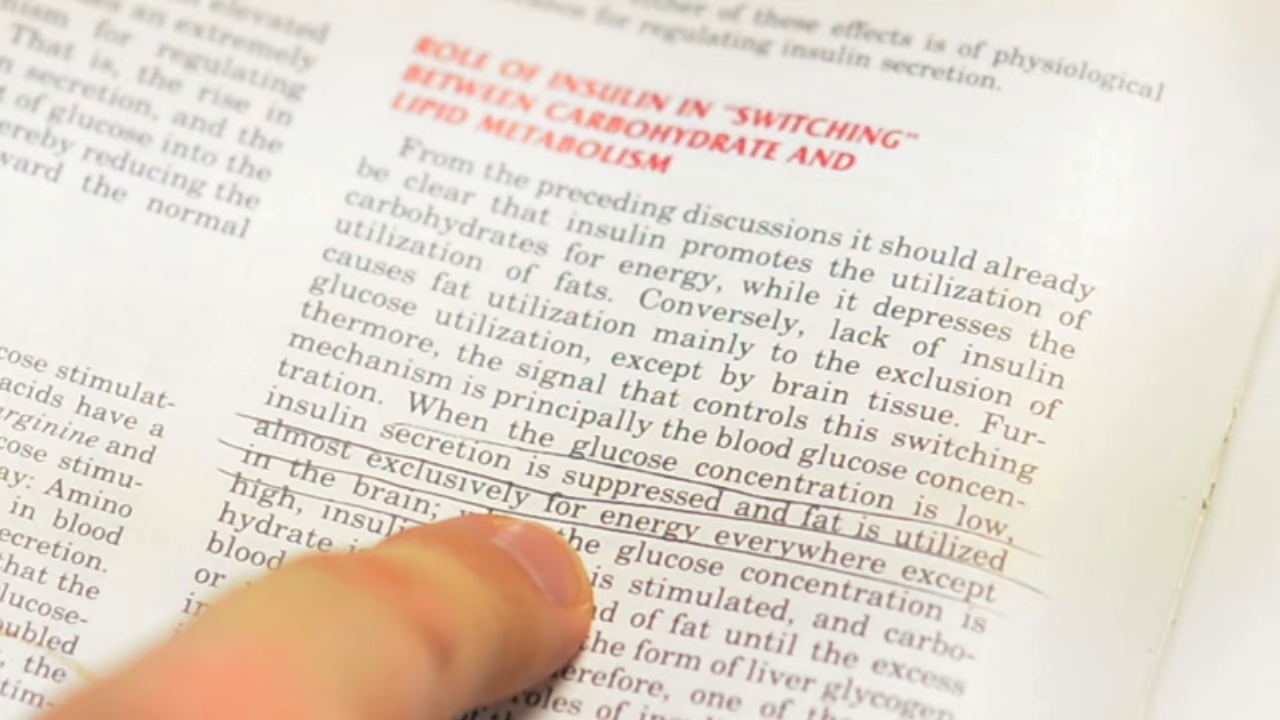 elevated
an extremely
for regulating
That is, the rise in
secretion, and the
of glucose into the
reducing the
the normal
stimulat-
acids have a
and
stimu-
Amino
in blood
that the
the
of these effects is of physiological
for regulating insulin secretion.
ROLE OF INSULIN IN "SWITCHING"
BETWEEN CARBOHYDRATE AND
LIPID METABOLISM
From the preceding discussions it should already
be clear that insulin promotes the utilization of
carbohydrates for energy, while it depresses the
utilization of fats. Conversely, lack of insulin
causes fat utilization mainly to the exclusion of
glucose utilization, except by brain tissue. Fur-
thermore, the signal that controls this switching
mechanism is principally the blood glucose concen-
tration. When the glucose concentration is low,
insulin secretion is suppressed and fat is utilized
almost exclusively for energy everywhere except
in the brain; the glucose concentration is
high, is stimulated, and carbo-
hydrate of fat until the excess
blood the form of liver glycogen
or one of
in of